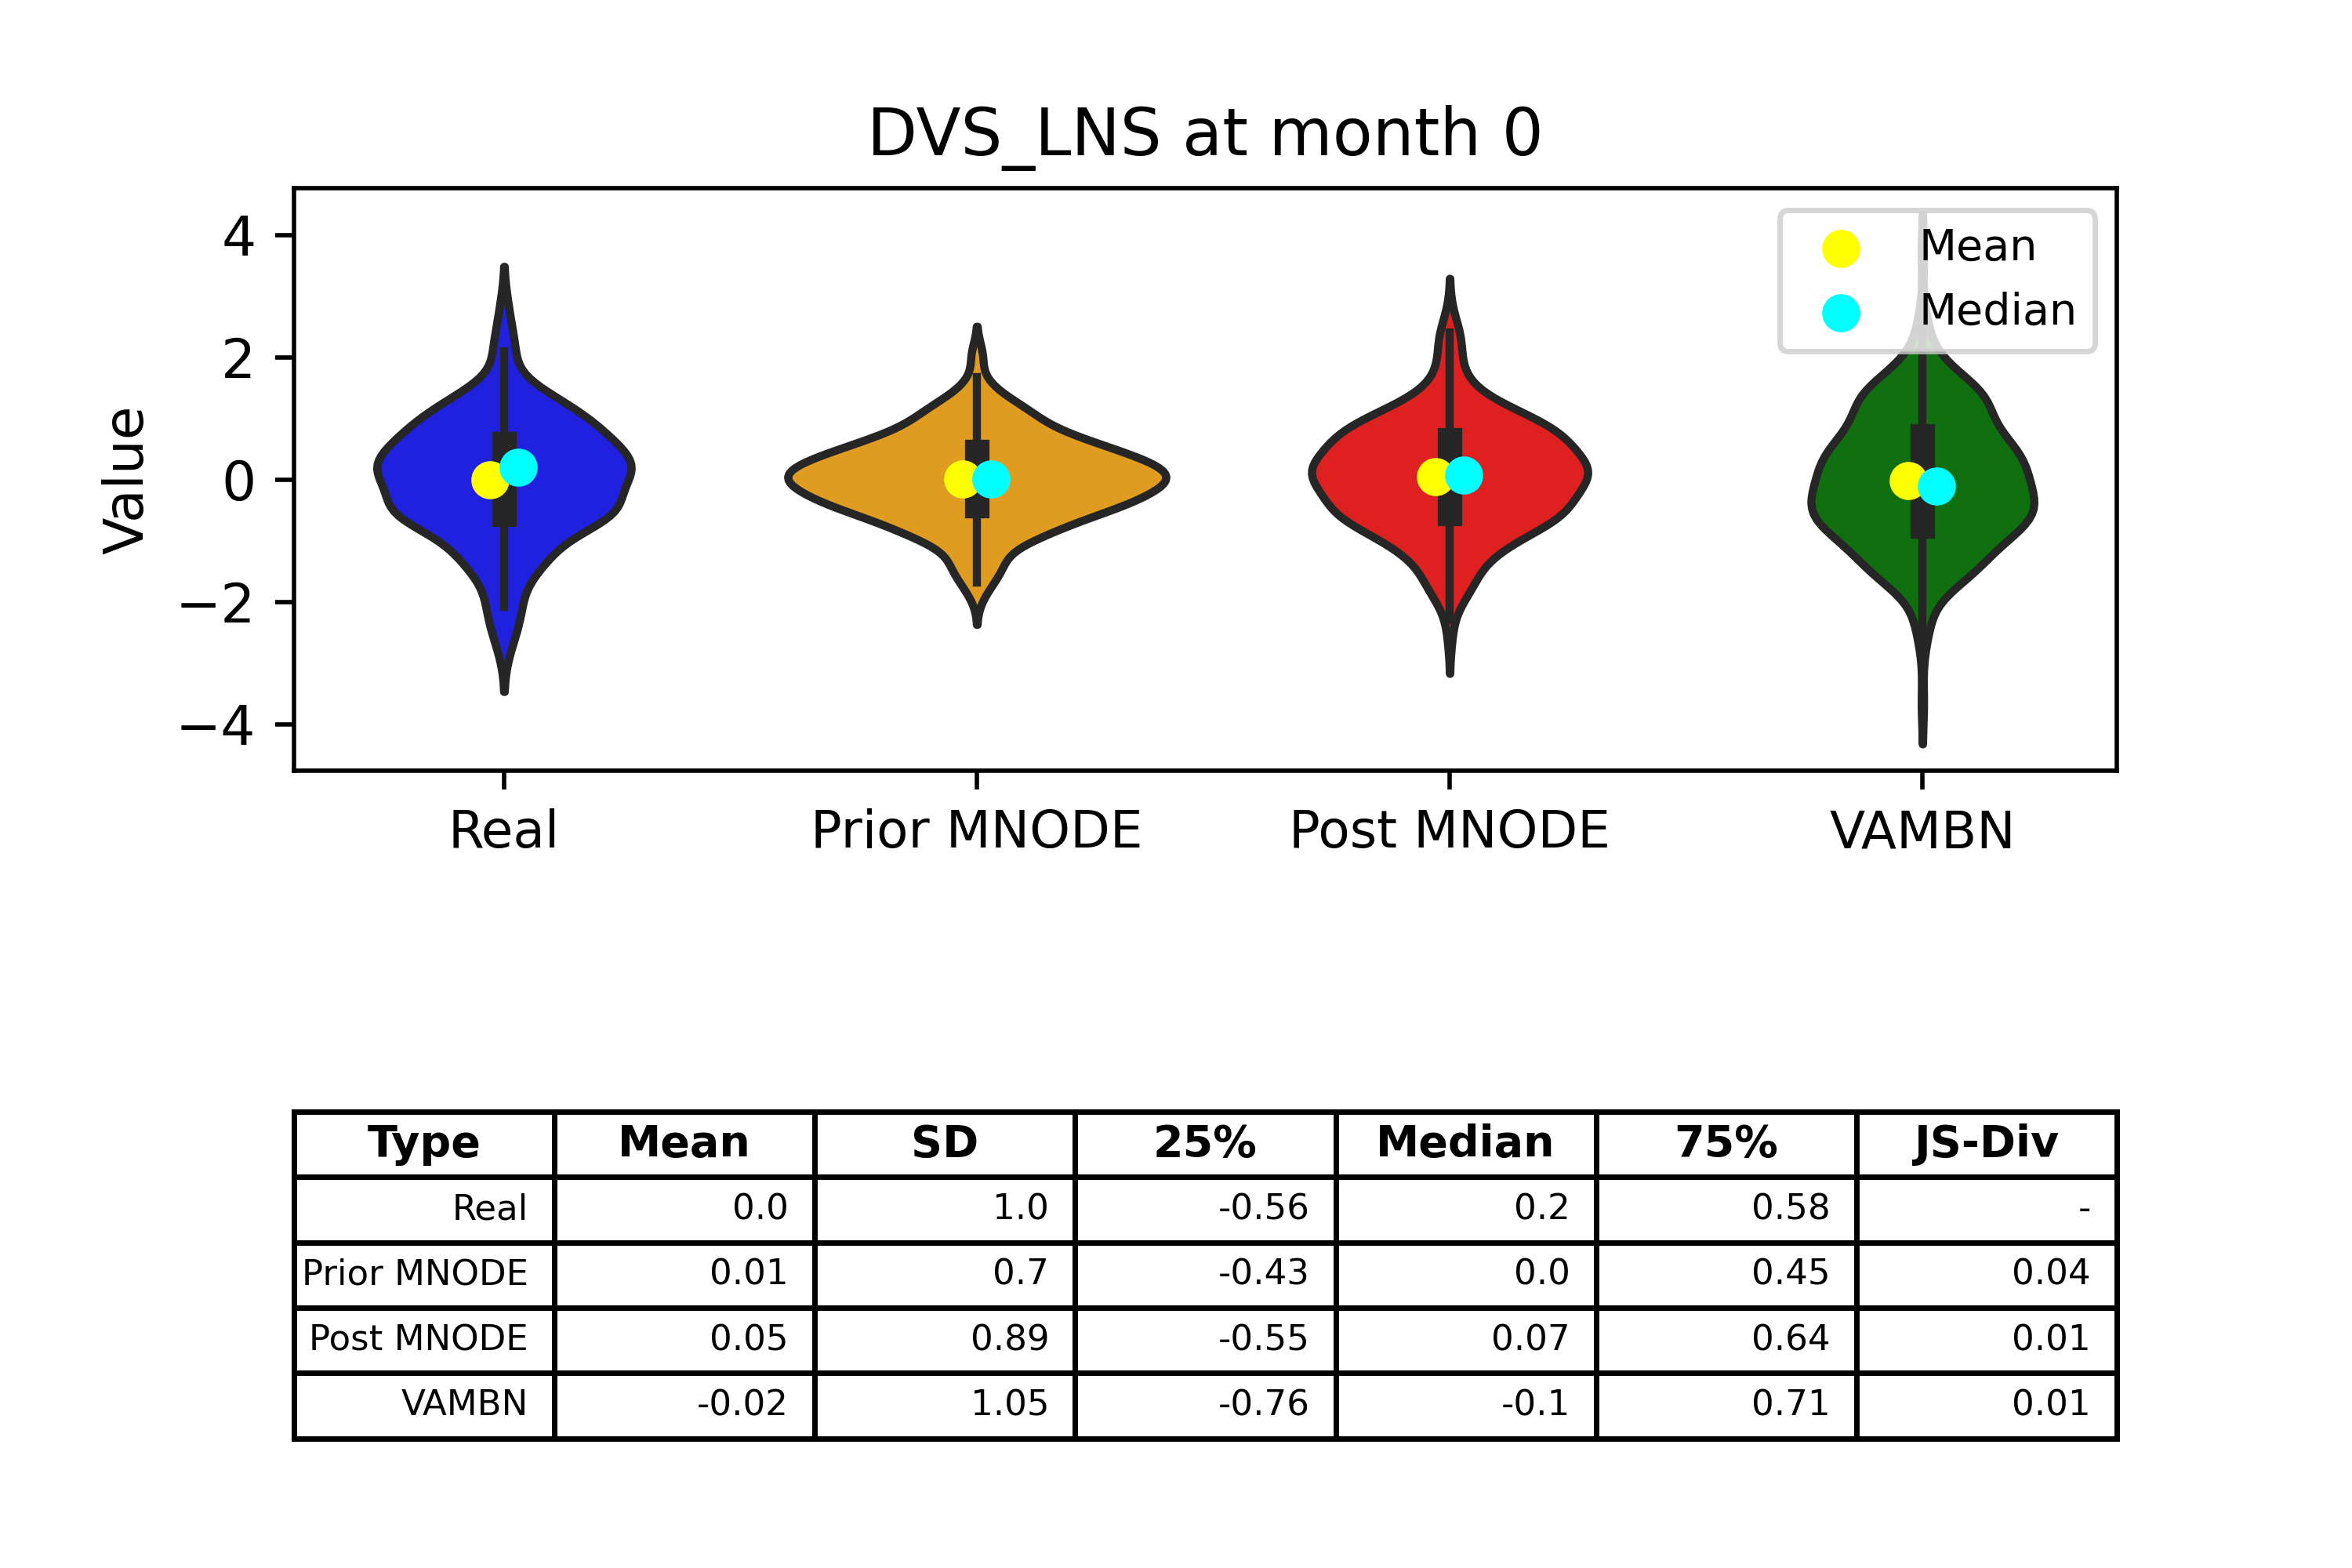 DVS_LNS at month 0
4
2
0
−2
−4
Value
Mean
Median
Real Prior MNODE Post MNODE VAMBN
Type Mean SD 25% Median 75% JS-Div
Real 0.0 1.0 -0.56 0.2 0.58 -
Prior MNODE 0.01 0.7 -0.43 0.0 0.45 0.04
Post MNODE 0.05 0.89 -0.55 0.07 0.64 0.01
VAMBN -0.02 1.05 -0.76 -0.1 0.71 0.01